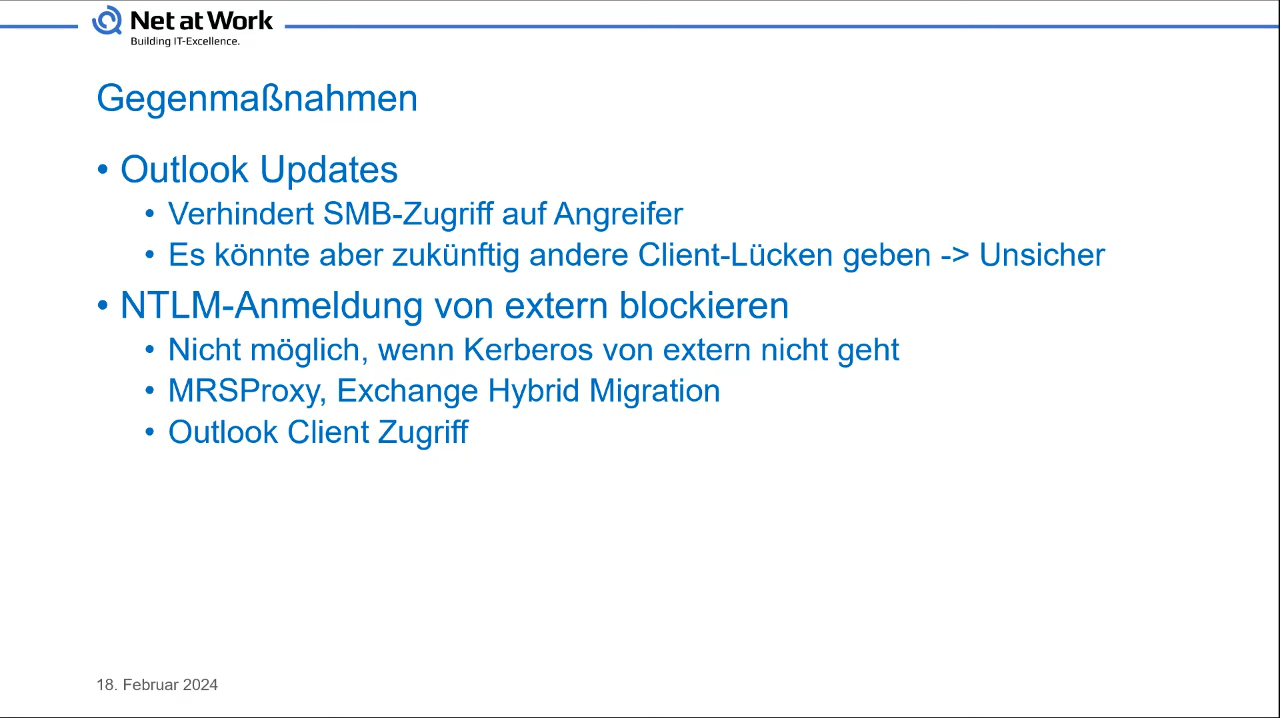 Net at Work
Building IT-Excellence.
Gegenmaßnahmen
• Outlook Updates
• Verhindert SMB-Zugriff auf Angreifer
• Es könnte aber zukünftig andere Client-Lücken geben -> Unsicher
• NTLM-Anmeldung von extern blockieren
• Nicht möglich, wenn Kerberos von extern nicht geht
• MRSProxy, Exchange Hybrid Migration
• Outlook Client Zugriff
18. Februar 2024